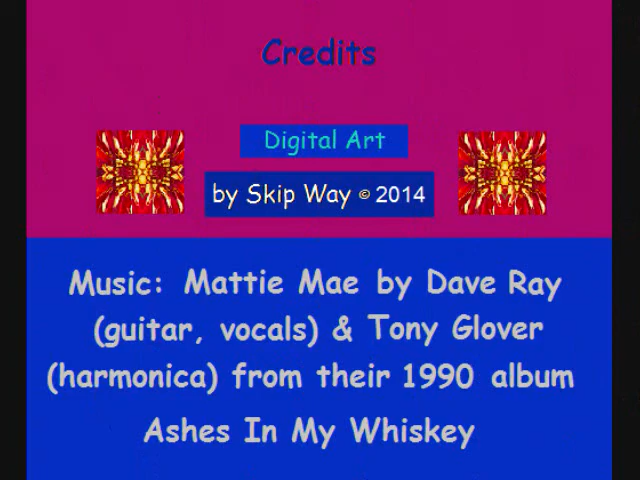 Credits
Digital Art
by Skip Way © 2014
Music: Mattie Mae by Dave Ray
(guitar, vocals) & Tony Glover
(harmonica) from their 1990 album
Ashes In My Whiskey